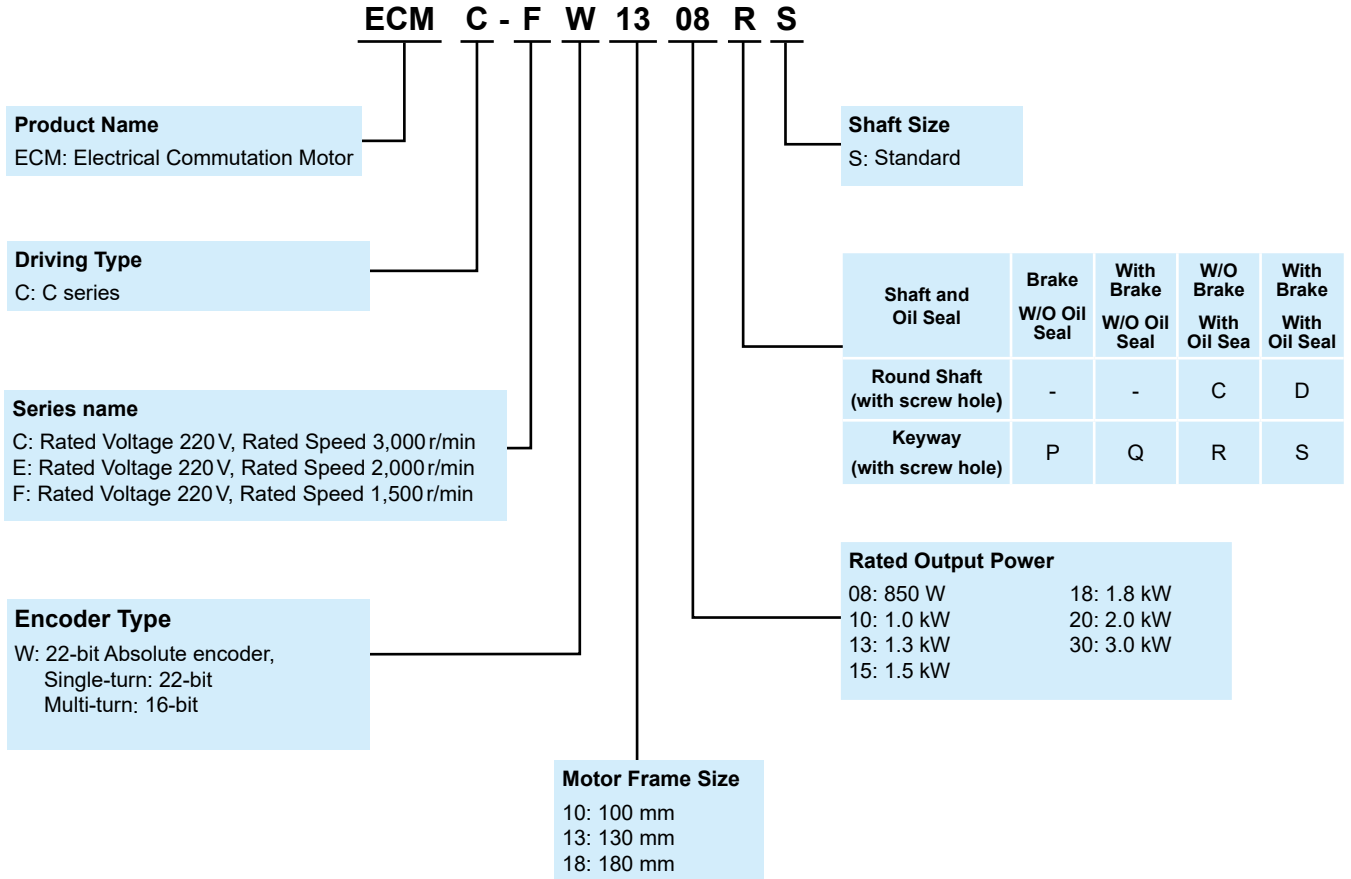 ECM C - F W 13 08 R S
Product Name
ECM: Electrical Commutation Motor
Driving Type
C: C series
Series name
C: Rated Voltage 220V, Rated Speed 3,000r/min
E: Rated Voltage 220V, Rated Speed 2,000r/min
F: Rated Voltage 220V, Rated Speed 1,500r/min
Encoder Type
W: 22-bit Absolute encoder,
Single-turn: 22-bit
Multi-turn: 16-bit
Motor Frame Size
10: 100 mm
13: 130 mm
18: 180 mm
Shaft Size
S: Standard
Shaft and
Oil Seal
Brake
W/O Oil
Seal
With
Brake
W/O Oil
Seal
W/O
Brake
With
Oil Sea
With
Brake
With
Oil Seal
Round Shaft
(with screw hole)
- - C D
Keyway
(with screw hole)
P Q R S
Rated Output Power
08: 850 W
10: 1.0 kW
13: 1.3 kW
15: 1.5 kW
18: 1.8 kW
20: 2.0 kW
30: 3.0 kW